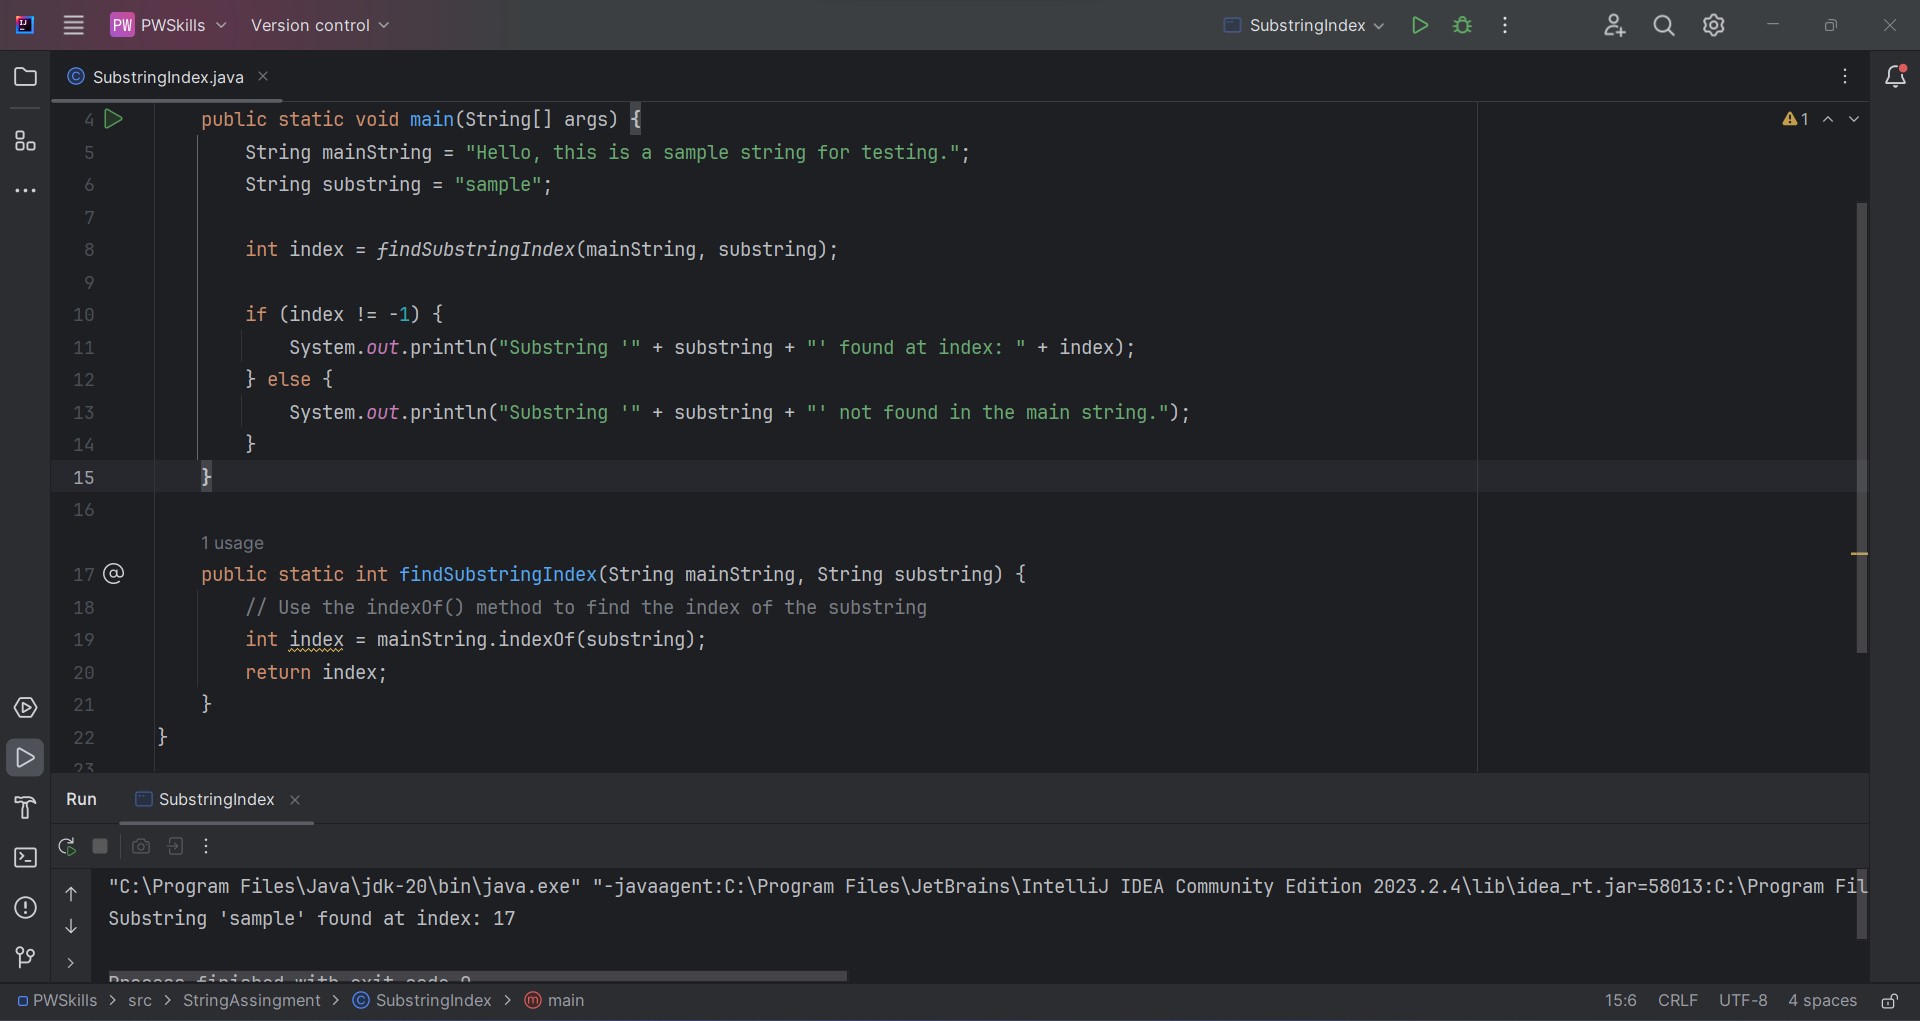 PW PWSkills Version control SubstringIndex
SubstringIndex.java
4 public static void main(String[] args) {
1
5 String mainString = "Hello, this is a sample string for testing.";
6 String substring = "sample";
7
8 int index = findSubstringIndex(mainString, substring);
9
10 if (index != -1) {
11 System.out.println("Substring '" + substring + "' found at index: " + index);
12 } else {
13 System.out.println("Substring '" + substring + "' not found in the main string.");
14 }
15 }
16
1 usage
17 public static int findSubstringIndex(String mainString, String substring) {
18 // Use the indexOf() method to find the index of the substring
19 int index = mainString.indexOf(substring);
20 return index;
21 }
22 }
23
Run SubstringIndex
"C:\Program Files\Java\jdk-20\bin\java.exe" "-javaagent:C:\Program Files\JetBrains\IntelliJ IDEA Community Edition 2023.2.4\lib\idea_rt.jar=58013:C:\Program Fil
Substring 'sample' found at index: 17
Process finished with exit code 0
PWSkills > src > StringAssingment > SubstringIndex > main 15:6 CRLF UTF-8 4 spaces